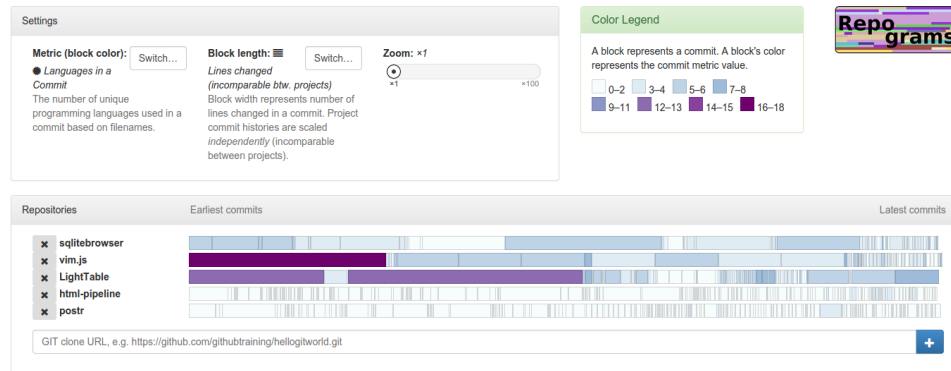 Settings
Metric (block color):
Switch…
Languages in a
Commit
The number of unique
programming languages used in a
commit based on filenames.
Block length:
Switch…
Lines changed
(incomparable btw. projects)
Block width represents number of
lines changed in a commit. Project
commit histories are scaled
independently (incomparable
between projects).
Zoom: ×1
×1 ×100
Color Legend
A block represents a commit. A block's color
represents the commit metric value.
0–2 3–4 5–6 7–8
9–11 12–13 14–15 16–18
Repo
grams
Repositories Earliest commits Latest commits
sqlitebrowser
vim.js
LightTable
html-pipeline
postr
GIT clone URL, e.g. https://github.com/githubtraining/hellogitworld.git
+